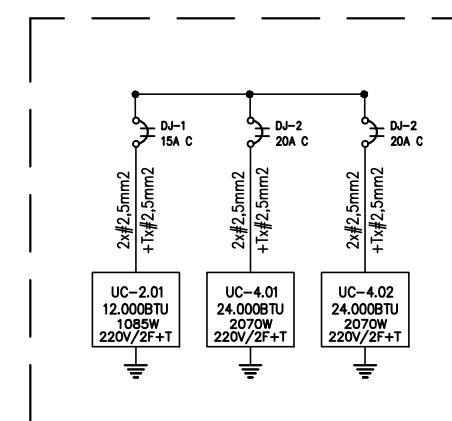 DJ-1
15A C
DJ-2
20A C
DJ-2
20A C
2x#2,5mm2
+Tx#2,5mm2
2x#2,5mm2
+Tx#2,5mm2
2x#2,5mm2
+Tx#2,5mm2
UC-2.01
12.000BTU
1085W
220V/2F+T
UC-4.01
24.000BTU
2070W
220V/2F+T
UC-4.02
24.000BTU
2070W
220V/2F+T